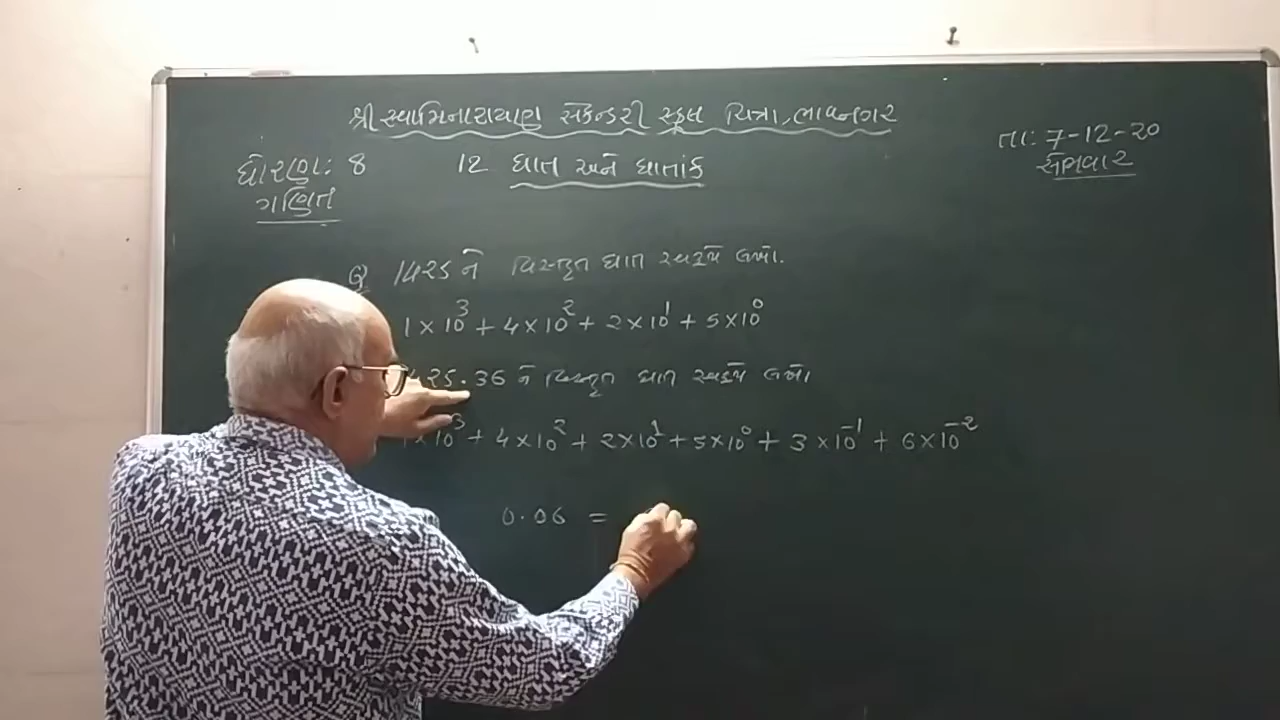 શ્રી સ્વામિનારાયણ સેકન્ડરી સ્કૂલ ચિત્રા, ભાવનગર
તા: 7-12-20
સોમવાર
ધોરણ: 8
ગણિત
12. ઘાત અને ઘાતાંક
1425 ને વિસ્તૃત ઘાત સ્વરૂપે લખો.
1 × 10³ + 4 × 10² + 2 × 10¹ + 5 × 10⁰
425.36 ને વિસ્તૃત ઘાત સ્વરૂપે લખો.
1 × 10³ + 4 × 10² + 2 × 10¹ + 5 × 10⁰ + 3 × 10⁻¹ + 6 × 10⁻²
0.06 =